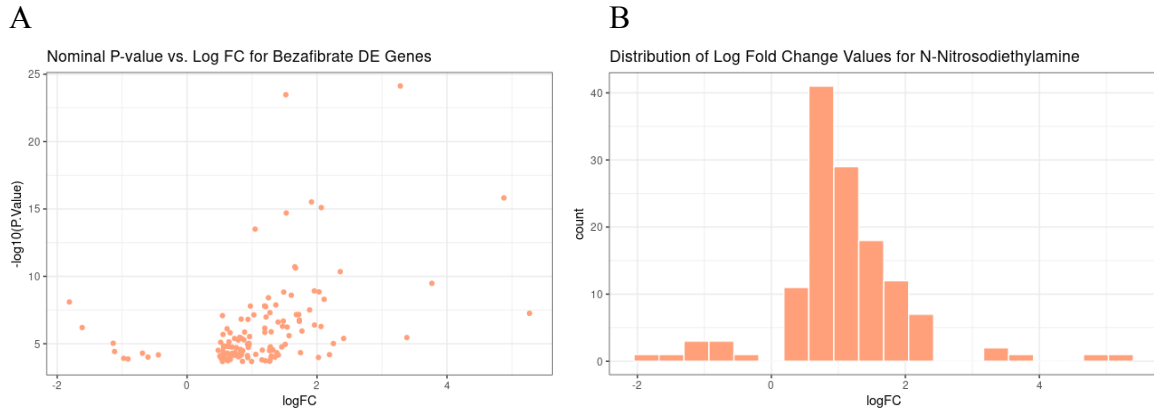 A
B
Nominal P-value vs. Log FC for Bezafibrate DE Genes
Distribution of Log Fold Change Values for N-Nitrosodiethylamine
25
20
15
10
5
-log10(P.Value)
-2 0 2 4
logFC
40
30
20
10
0
count
-2 0 2 4
logFC